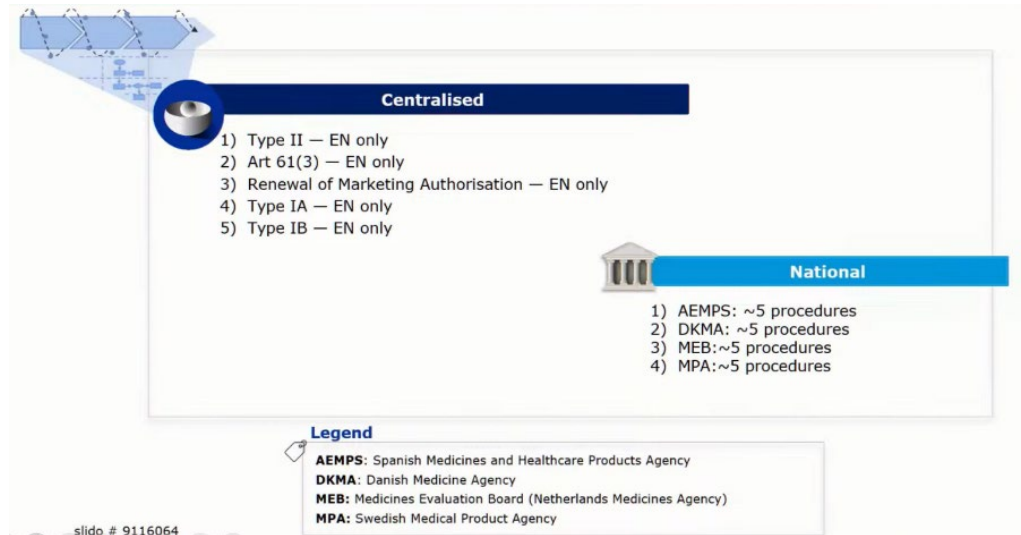 Centralised
1) Type II — EN only
2) Art 61(3) — EN only
3) Renewal of Marketing Authorisation — EN only
4) Type IA — EN only
5) Type IB — EN only
National
1) AEMPS: ~5 procedures
2) DKMA: ~5 procedures
3) MEB:~5 procedures
4) MPA:~5 procedures
Legend
AEMPS: Spanish Medicines and Healthcare Products Agency
DKMA: Danish Medicine Agency
MEB: Medicines Evaluation Board (Netherlands Medicines Agency)
MPA: Swedish Medical Product Agency
slido # 9116064